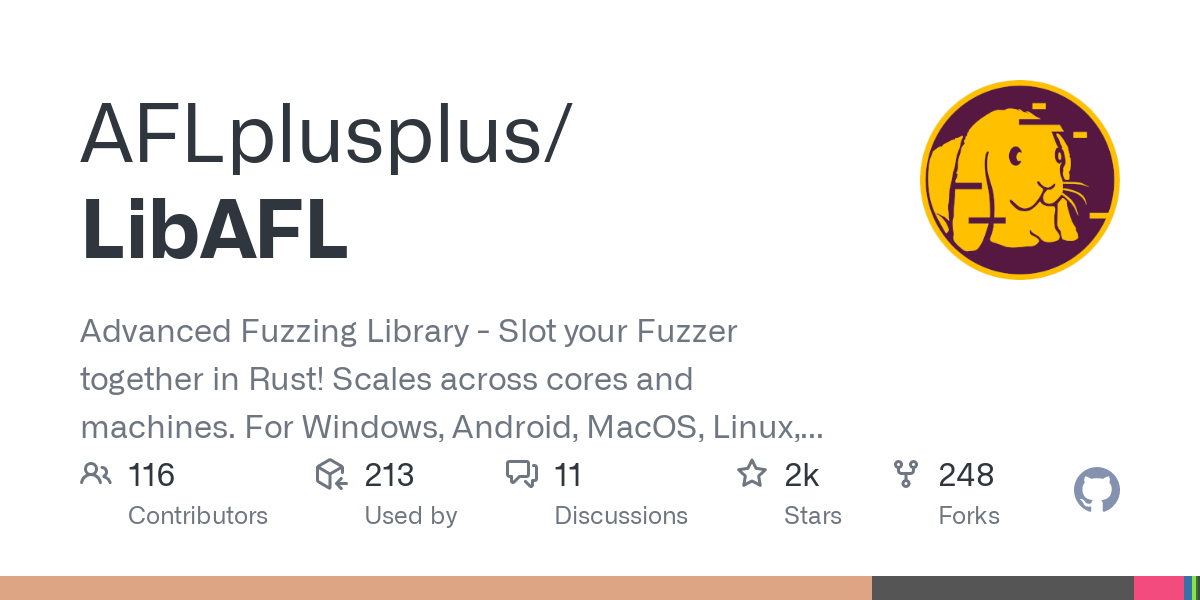 AFLplusplus/
LibAFL
Advanced Fuzzing Library - Slot your Fuzzer
together in Rust! Scales across cores and
machines. For Windows, Android, MacOS, Linux,...
116 213 11 2k 248
Contributors Used by Discussions Stars Forks